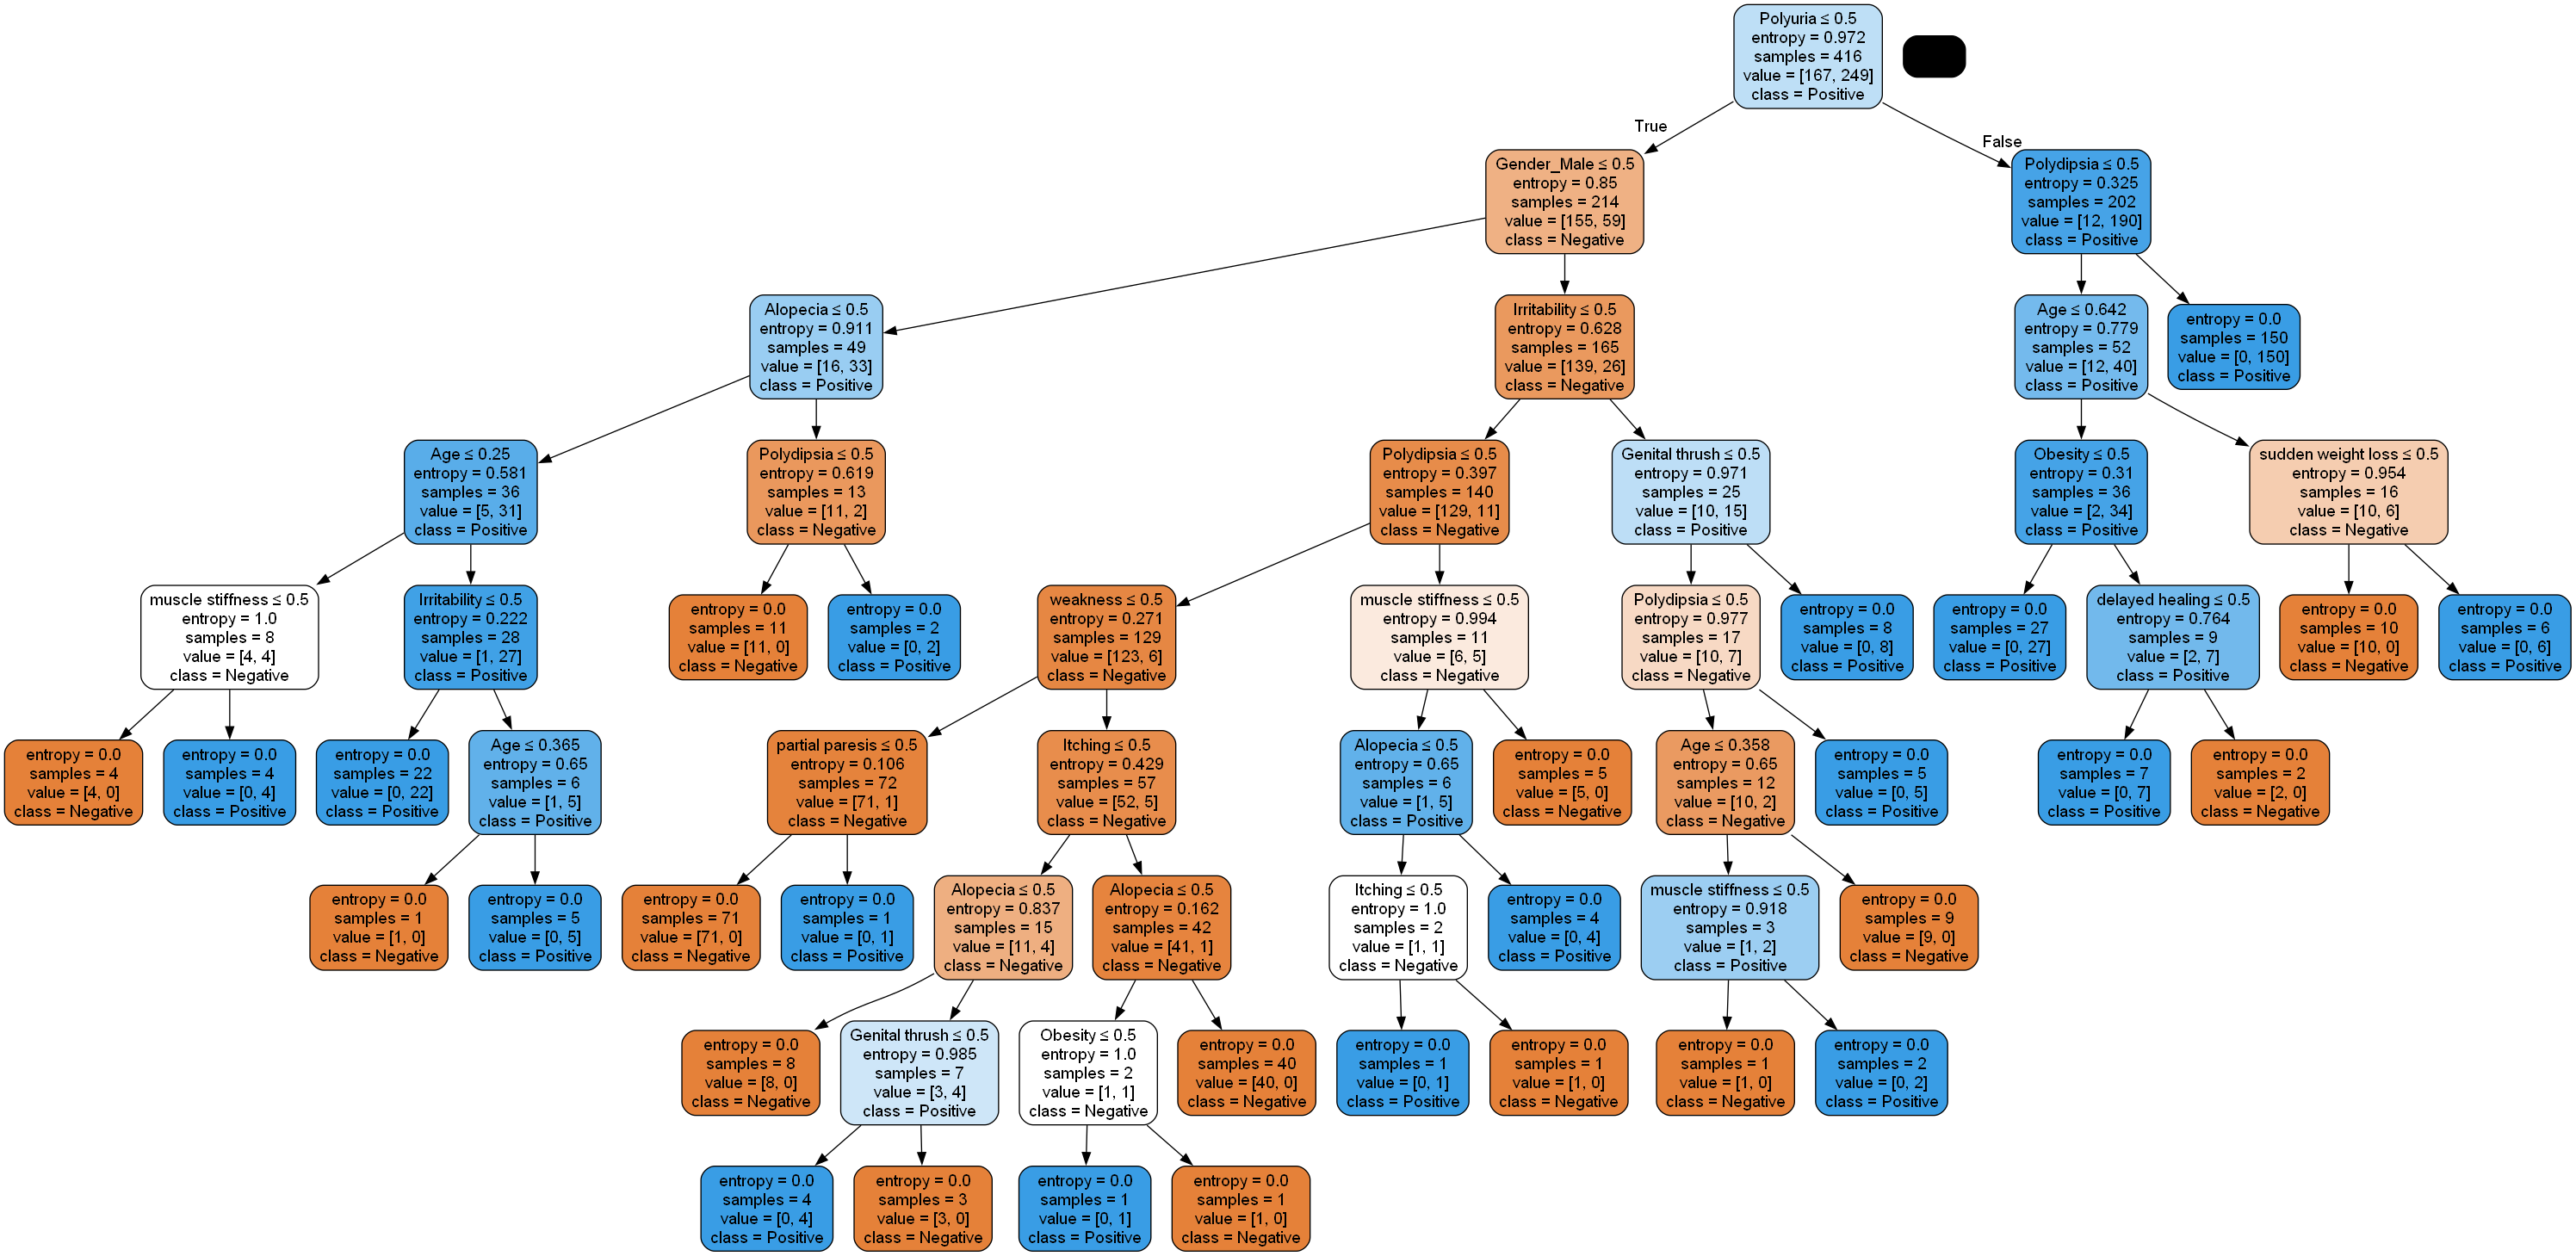 Polyuria ≤ 0.5
entropy = 0.972
samples = 416
value = [167, 249]
class = Positive
True
False
Gender_Male ≤ 0.5
entropy = 0.85
samples = 214
value = [155, 59]
class = Negative
Polydipsia ≤ 0.5
entropy = 0.325
samples = 202
value = [12, 190]
class = Positive
Alopecia ≤ 0.5
entropy = 0.911
samples = 49
value = [16, 33]
class = Positive
Irritability ≤ 0.5
entropy = 0.628
samples = 165
value = [139, 26]
class = Negative
Age ≤ 0.642
entropy = 0.779
samples = 52
value = [12, 40]
class = Positive
entropy = 0.0
samples = 150
value = [0, 150]
class = Positive
Age ≤ 0.25
entropy = 0.581
samples = 36
value = [5, 31]
class = Positive
Polydipsia ≤ 0.5
entropy = 0.619
samples = 13
value = [11, 2]
class = Negative
Polydipsia ≤ 0.5
entropy = 0.397
samples = 140
value = [129, 11]
class = Negative
Genital thrush ≤ 0.5
entropy = 0.971
samples = 25
value = [10, 15]
class = Positive
Obesity ≤ 0.5
entropy = 0.31
samples = 36
value = [2, 34]
class = Positive
sudden weight loss ≤ 0.5
entropy = 0.954
samples = 16
value = [10, 6]
class = Negative
muscle stiffness ≤ 0.5
entropy = 1.0
samples = 8
value = [4, 4]
class = Negative
Irritability ≤ 0.5
entropy = 0.222
samples = 28
value = [1, 27]
class = Positive
entropy = 0.0
samples = 11
value = [11, 0]
class = Negative
entropy = 0.0
samples = 2
value = [0, 2]
class = Positive
weakness ≤ 0.5
entropy = 0.271
samples = 129
value = [123, 6]
class = Negative
muscle stiffness ≤ 0.5
entropy = 0.994
samples = 11
value = [6, 5]
class = Negative
Polydipsia ≤ 0.5
entropy = 0.977
samples = 17
value = [10, 7]
class = Negative
entropy = 0.0
samples = 8
value = [0, 8]
class = Positive
entropy = 0.0
samples = 27
value = [0, 27]
class = Positive
delayed healing ≤ 0.5
entropy = 0.764
samples = 9
value = [2, 7]
class = Positive
entropy = 0.0
samples = 10
value = [10, 0]
class = Negative
entropy = 0.0
samples = 6
value = [0, 6]
class = Positive
entropy = 0.0
samples = 4
value = [4, 0]
class = Negative
entropy = 0.0
samples = 4
value = [0, 4]
class = Positive
entropy = 0.0
samples = 22
value = [0, 22]
class = Positive
Age ≤ 0.365
entropy = 0.65
samples = 6
value = [1, 5]
class = Positive
partial paresis ≤ 0.5
entropy = 0.106
samples = 72
value = [71, 1]
class = Negative
Itching ≤ 0.5
entropy = 0.429
samples = 57
value = [52, 5]
class = Negative
Alopecia ≤ 0.5
entropy = 0.65
samples = 6
value = [1, 5]
class = Positive
entropy = 0.0
samples = 5
value = [5, 0]
class = Negative
Age ≤ 0.358
entropy = 0.65
samples = 12
value = [10, 2]
class = Negative
entropy = 0.0
samples = 5
value = [0, 5]
class = Positive
entropy = 0.0
samples = 7
value = [0, 7]
class = Positive
entropy = 0.0
samples = 2
value = [2, 0]
class = Negative
entropy = 0.0
samples = 1
value = [1, 0]
class = Negative
entropy = 0.0
samples = 5
value = [0, 5]
class = Positive
entropy = 0.0
samples = 71
value = [71, 0]
class = Negative
entropy = 0.0
samples = 1
value = [0, 1]
class = Positive
Alopecia ≤ 0.5
entropy = 0.837
samples = 15
value = [11, 4]
class = Negative
Alopecia ≤ 0.5
entropy = 0.162
samples = 42
value = [41, 1]
class = Negative
Itching ≤ 0.5
entropy = 1.0
samples = 2
value = [1, 1]
class = Negative
entropy = 0.0
samples = 4
value = [0, 4]
class = Positive
muscle stiffness ≤ 0.5
entropy = 0.918
samples = 3
value = [1, 2]
class = Positive
entropy = 0.0
samples = 9
value = [9, 0]
class = Negative
entropy = 0.0
samples = 8
value = [8, 0]
class = Negative
Genital thrush ≤ 0.5
entropy = 0.985
samples = 7
value = [3, 4]
class = Positive
Obesity ≤ 0.5
entropy = 1.0
samples = 2
value = [1, 1]
class = Negative
entropy = 0.0
samples = 40
value = [40, 0]
class = Negative
entropy = 0.0
samples = 1
value = [0, 1]
class = Positive
entropy = 0.0
samples = 1
value = [1, 0]
class = Negative
entropy = 0.0
samples = 1
value = [1, 0]
class = Negative
entropy = 0.0
samples = 2
value = [0, 2]
class = Positive
entropy = 0.0
samples = 4
value = [0, 4]
class = Positive
entropy = 0.0
samples = 3
value = [3, 0]
class = Negative
entropy = 0.0
samples = 1
value = [0, 1]
class = Positive
entropy = 0.0
samples = 1
value = [1, 0]
class = Negative